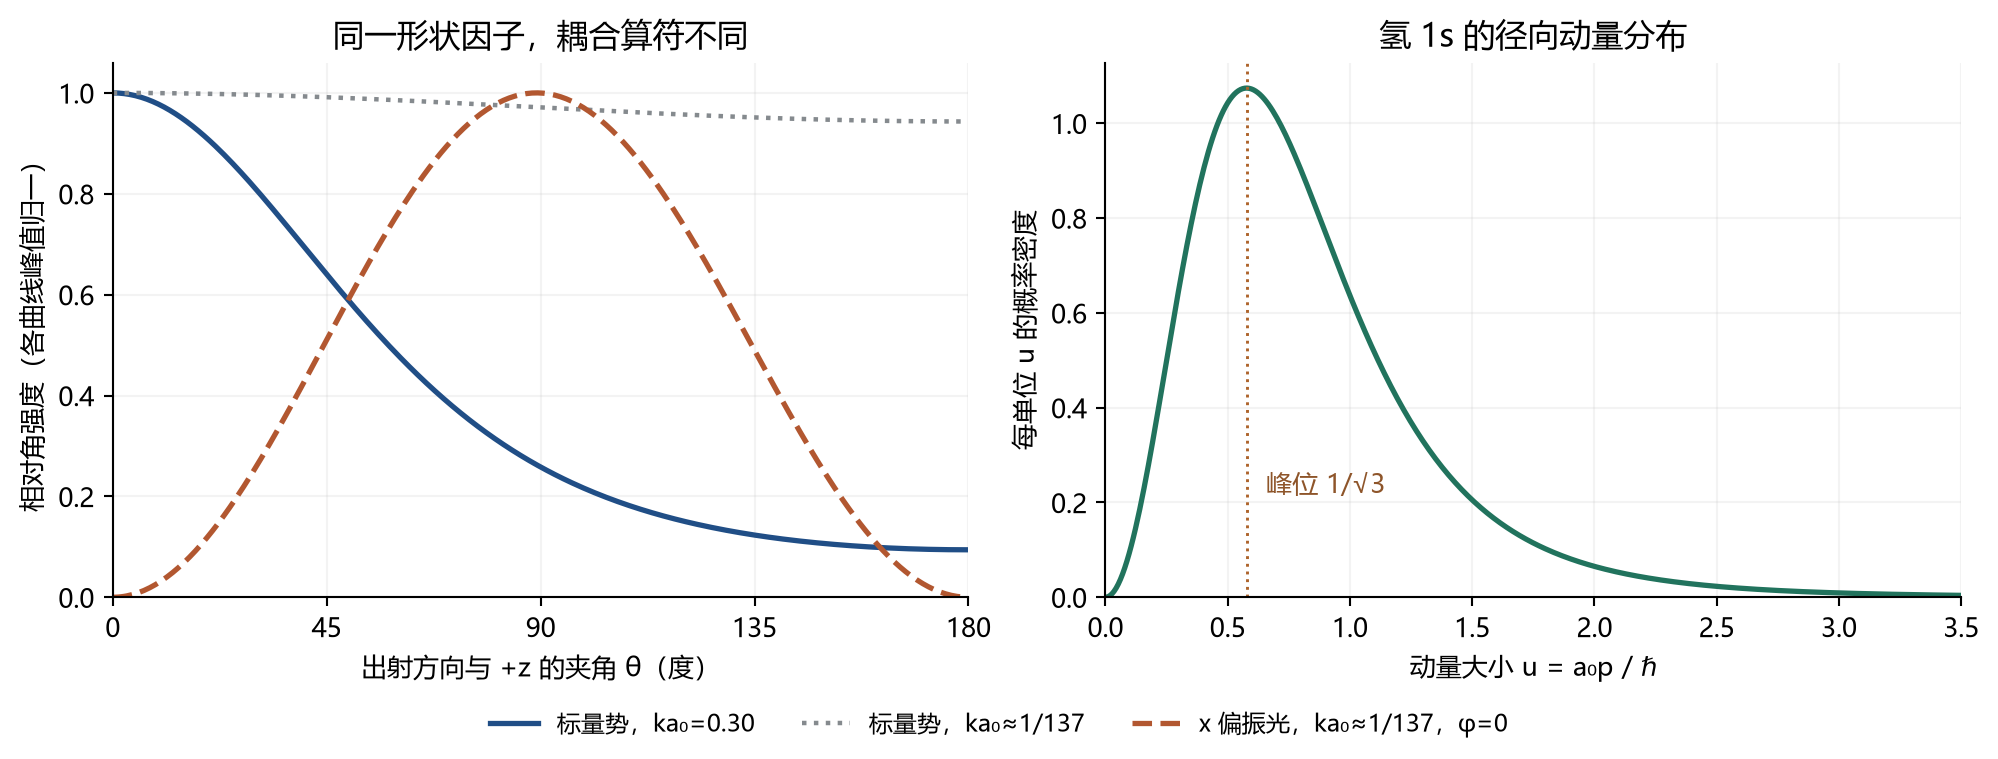 同一形状因子，耦合算符不同
相对角强度（各曲线峰值归一）
1.0
0.8
0.6
0.4
0.2
0.0
0 45 90 135 180
出射方向与 +z 的夹角 θ（度）
氢 1s 的径向动量分布
每单位 u 的概率密度
1.0
0.8
0.6
0.4
0.2
0.0
峰位 1/√3
0.0 0.5 1.0 1.5 2.0 2.5 3.0 3.5
动量大小 u = a₀p / ℏ
标量势，ka₀=0.30 标量势，ka₀≈1/137 x 偏振光，ka₀≈1/137，φ=0